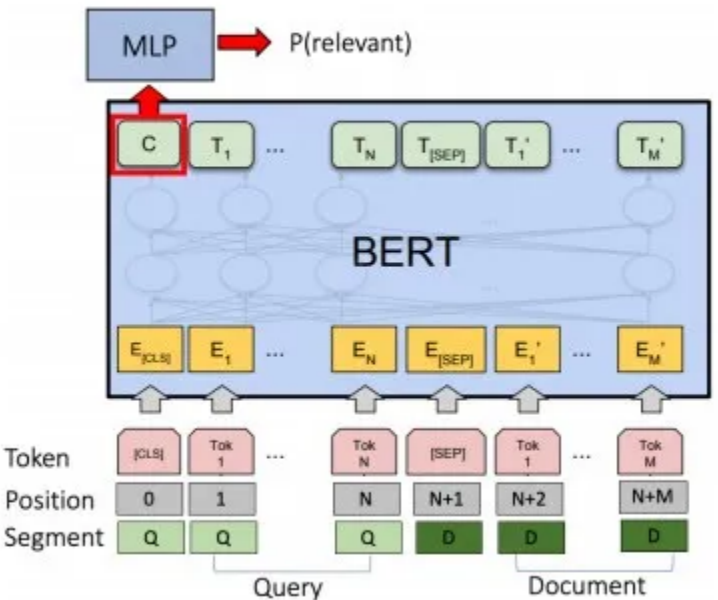 MLP P(relevant)
C T1 ... TN T[SEP] T1' ... TM'
BERT
E[CLS] E1 ... EN E[SEP] E1' ... EM'
Token [CLS] Tok 1 ... Tok N [SEP] Tok 1 ... Tok M
Position 0 1 N N+1 N+2 N+M
Segment Q Q Q D D D
Query Document